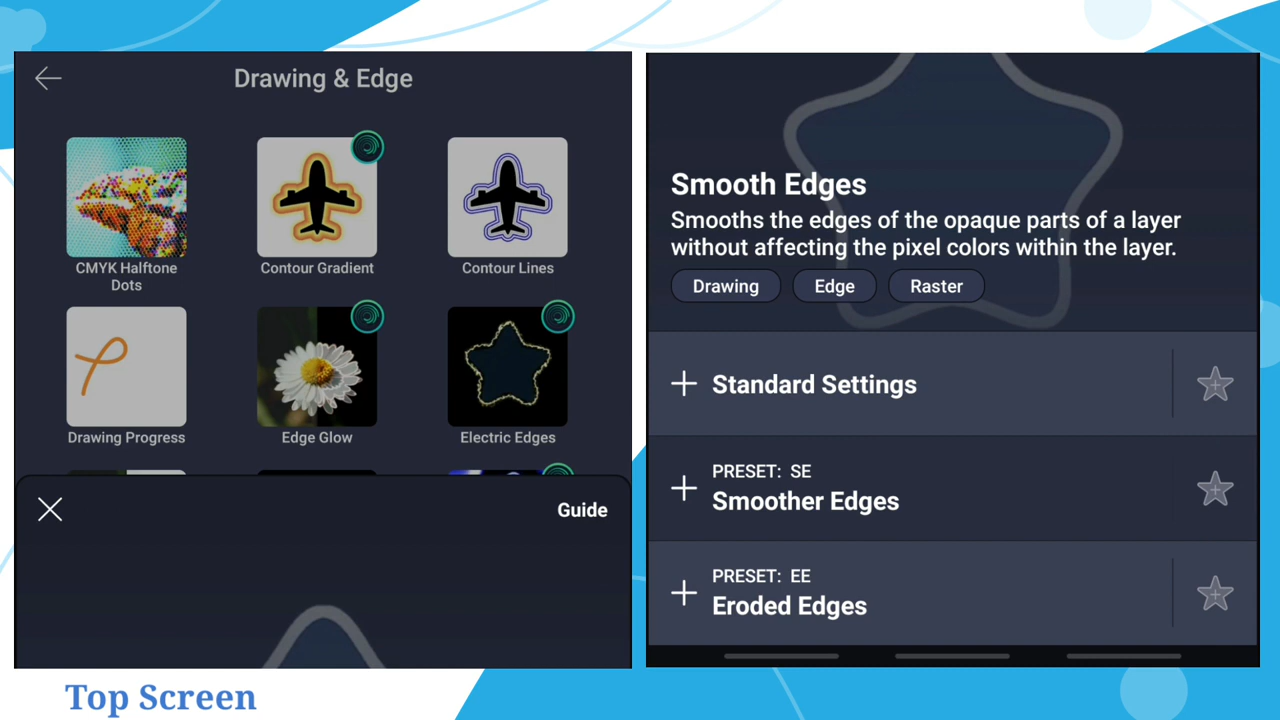 Drawing & Edge
CMYK Halftone
Dots
Contour Gradient
Contour Lines
Drawing Progress
Edge Glow
Electric Edges
Guide
Smooth Edges
Smooths the edges of the opaque parts of a layer
without affecting the pixel colors within the layer.
Drawing
Edge
Raster
Standard Settings
PRESET: SE
Smoother Edges
PRESET: EE
Eroded Edges
Top Screen